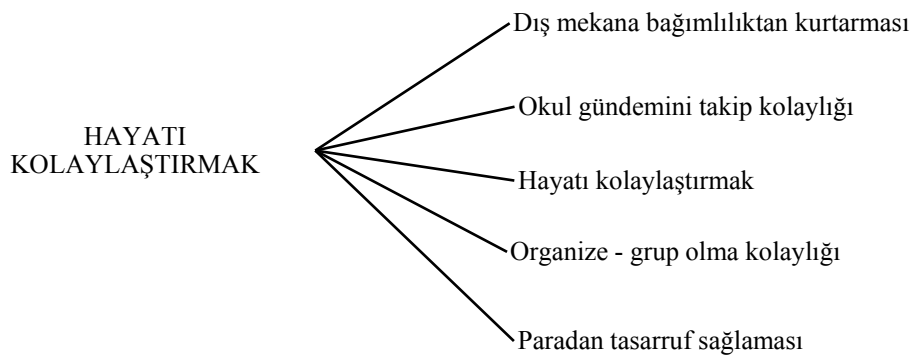 Dış mekana bağımlılıktan kurtarması
Okul gündemini takip kolaylığı
HAYATI
KOLAYLAŞTIRMAK
Hayatı kolaylaştırmak
Organize - grup olma kolaylığı
Paradan tasarruf sağlaması